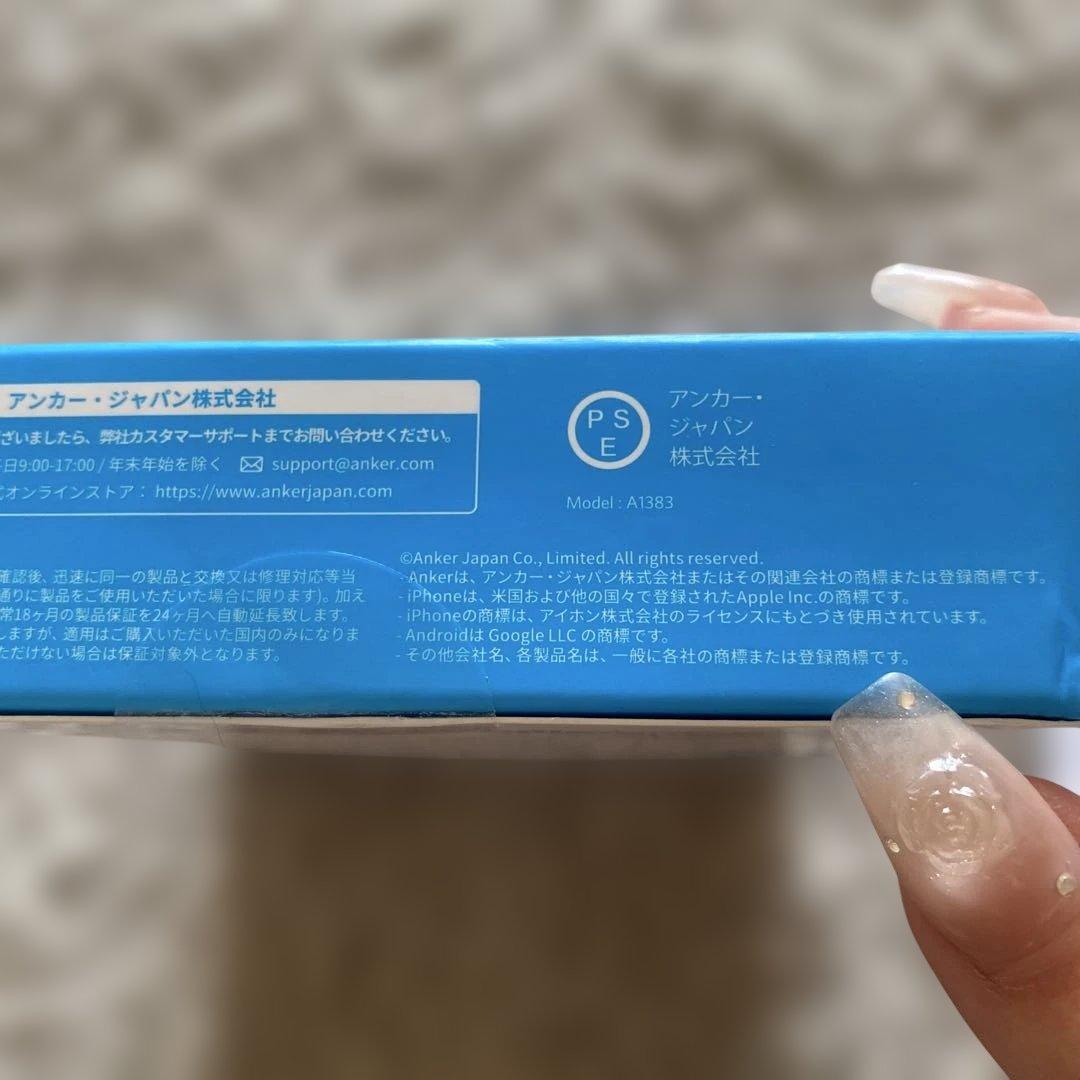 アンカー・ジャパン株式会社
ざいましたら、弊社カスタマーサポートまでお問い合わせください。
日9:00-17:00 / 年末年始を除く support@anker.com
式オンラインストア： https://www.ankerjapan.com
PSE
アンカー・
ジャパン
株式会社
Model : A1383
確認後、迅速に同一の製品と交換又は修理対応等当
通りに製品をご使用いただいた場合に限ります)。加え
常18ヶ月の製品保証を24ヶ月へ自動延長致します。
しますが、適用はご購入いただいた国内のみになりま
ただけない場合は保証対象外となります。
©Anker Japan Co., Limited. All rights reserved.
- Ankerは、アンカー・ジャパン株式会社またはその関連会社の商標または登録商標です。
- iPhoneは、米国および他の国々で登録されたApple Inc.の商標です。
- iPhoneの商標は、アイホン株式会社のライセンスにもとづき使用されています。
- Androidは Google LLC の商標です。
- その他会社名、各製品名は、一般に各社の商標または登録商標です。